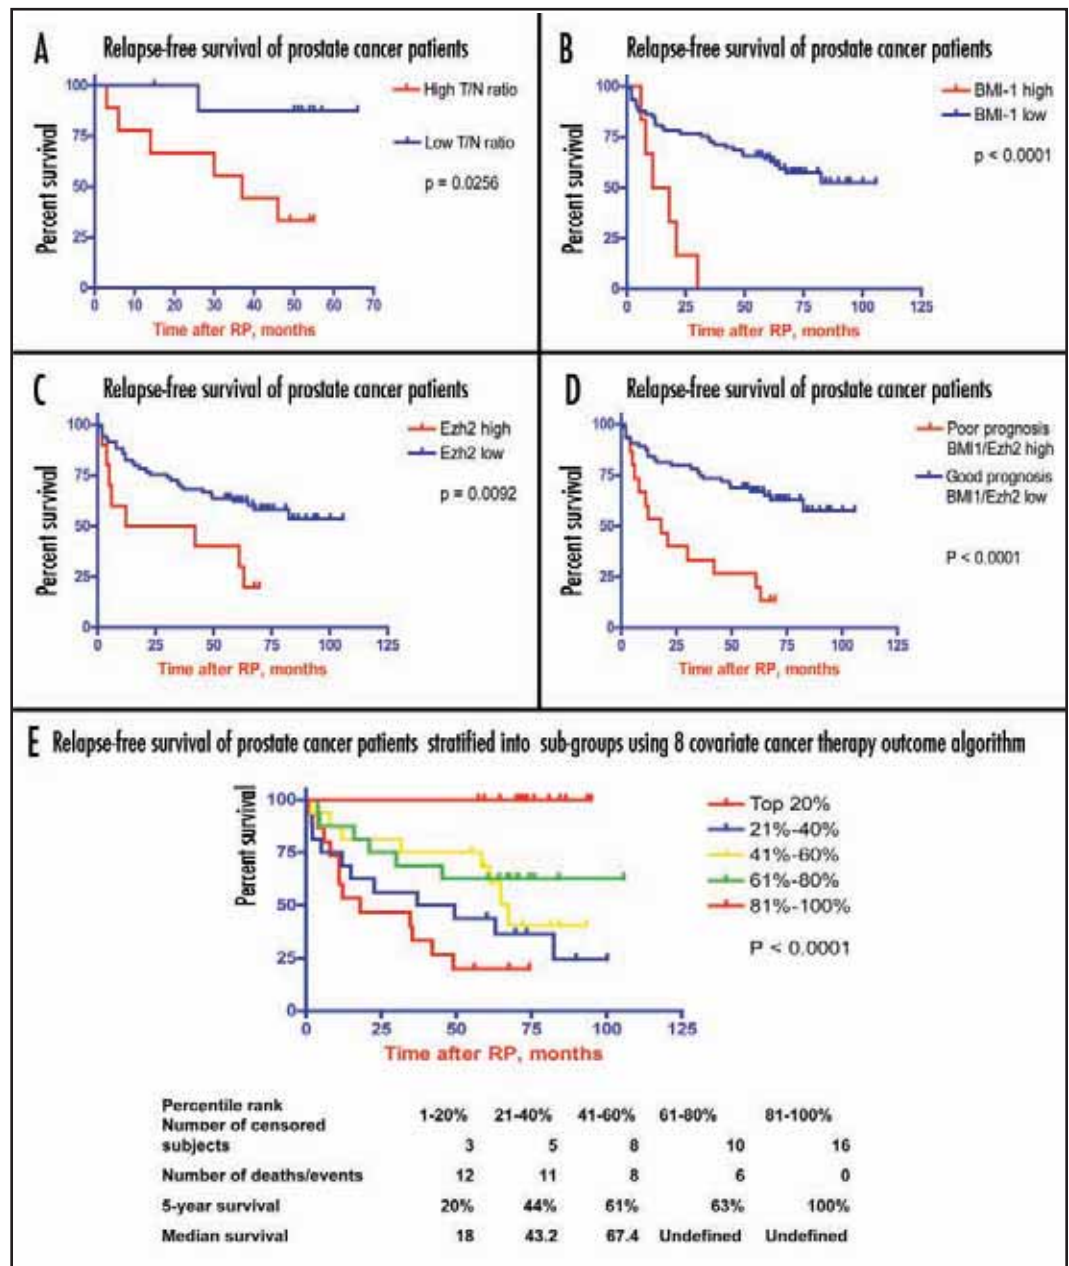 A Relapse-free survival of prostate cancer patients
Percent survival
100
75
50
25
0
0 10 20 30 40 50 60 70
Time after RP, months
High T/N ratio
Low T/N ratio
p = 0.0256
B Relapse-free survival of prostate cancer patients
Percent survival
100
75
50
25
0
0 25 50 75 100 125
Time after RP, months
BMI-1 high
BMI-1 low
p < 0.0001
C Relapse-free survival of prostate cancer patients
Percent survival
100
75
50
25
0
0 25 50 75 100 125
Time after RP, months
Ezh2 high
Ezh2 low
p = 0.0092
D Relapse-free survival of prostate cancer patients
Percent survival
100
75
50
25
0
0 25 50 75 100 125
Time after RP, months
Poor prognosis
BMI1/Ezh2 high
Good prognosis
BMI1/Ezh2 low
P < 0.0001
E Relapse-free survival of prostate cancer patients stratified into sub-groups using 8 covariate cancer therapy outcome algorithm
Percent survival
100
75
50
25
0
0 25 50 75 100 125
Time after RP, months
Top 20%
21%-40%
41%-60%
61%-80%
81%-100%
P < 0.0001
Percentile rank 1-20% 21-40% 41-60% 61-80% 81-100%
Number of censored
subjects 3 5 8 10 16
Number of deaths/events 12 11 8 6 0
5-year survival 20% 44% 61% 63% 100%
Median survival 18 43.2 67.4 Undefined Undefined